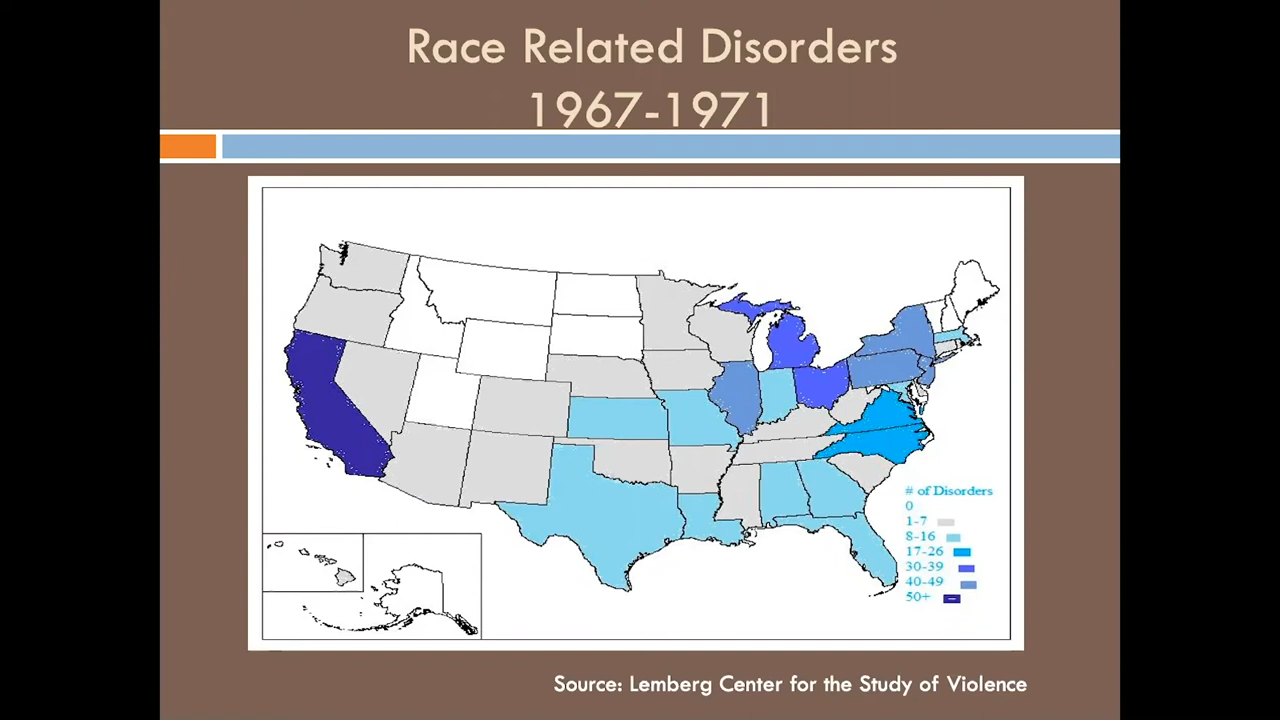 Race Related Disorders
1967-1971
# of Disorders
0
1-7
8-16
17-26
30-39
40-49
50+
Source: Lemberg Center for the Study of Violence